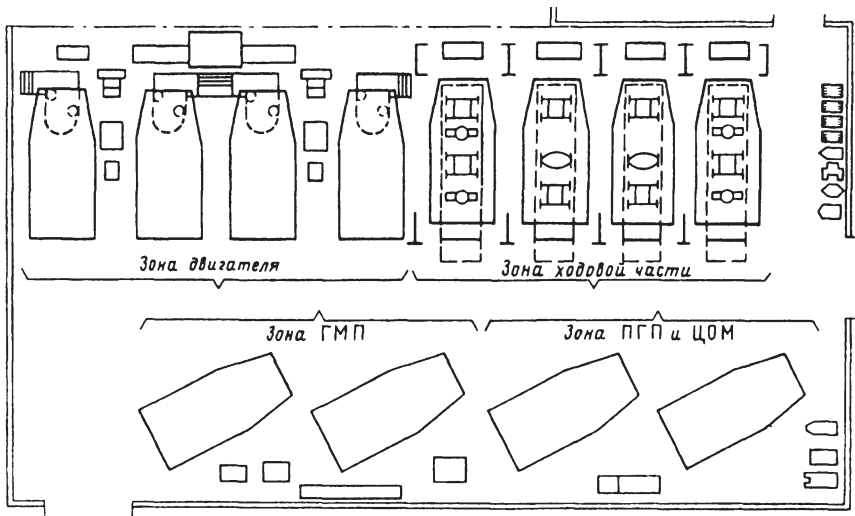 Зона двигателя
Зона ходовой части
Зона ГМП
Зона ПГП и ЦОМ